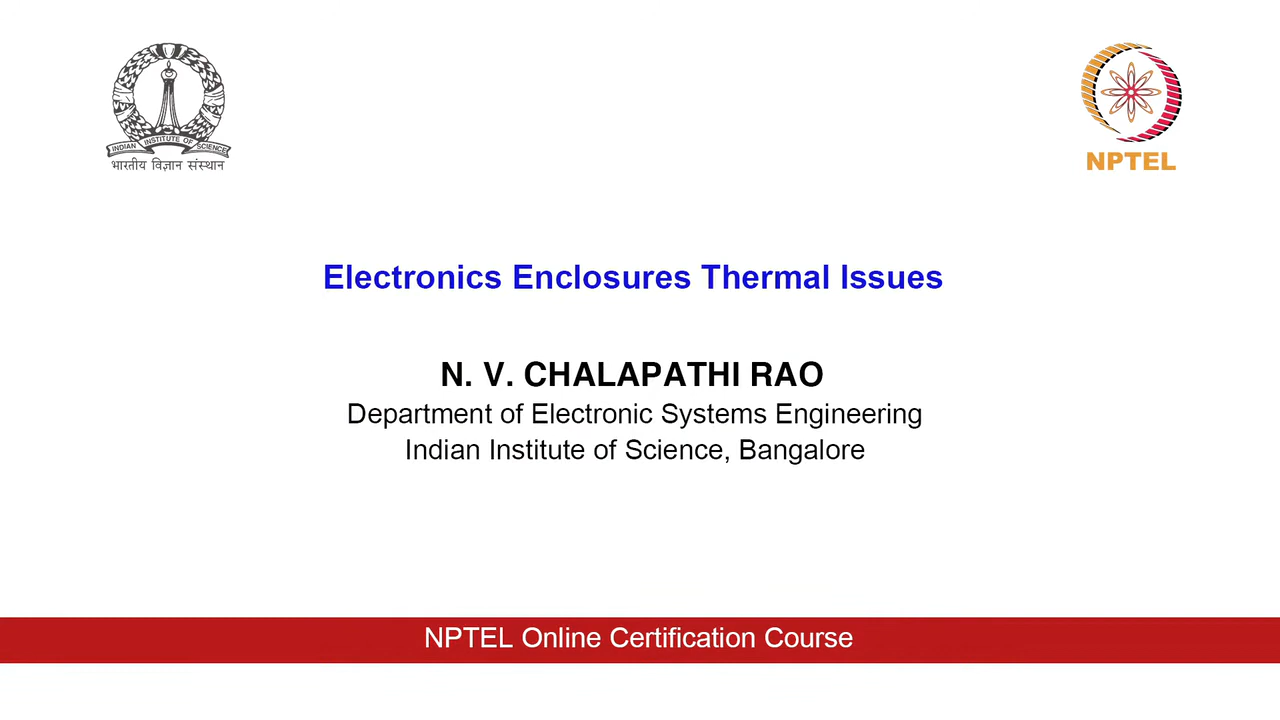 INDIAN INSTITUTE OF SCIENCE
भारतीय विज्ञान संस्थान
NPTEL
Electronics Enclosures Thermal Issues
N. V. CHALAPATHI RAO
Department of Electronic Systems Engineering
Indian Institute of Science, Bangalore
NPTEL Online Certification Course